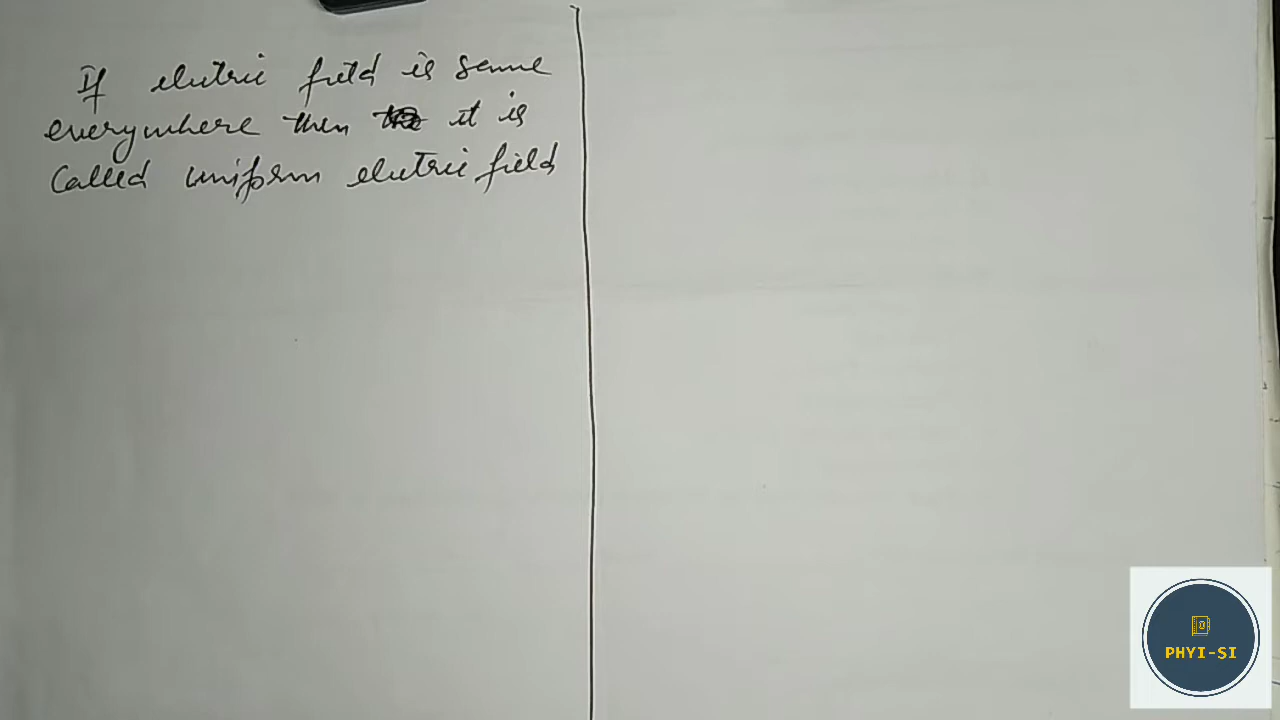 If electric field is same
everywhere then it is
Called uniform electric field
PHYI-SI